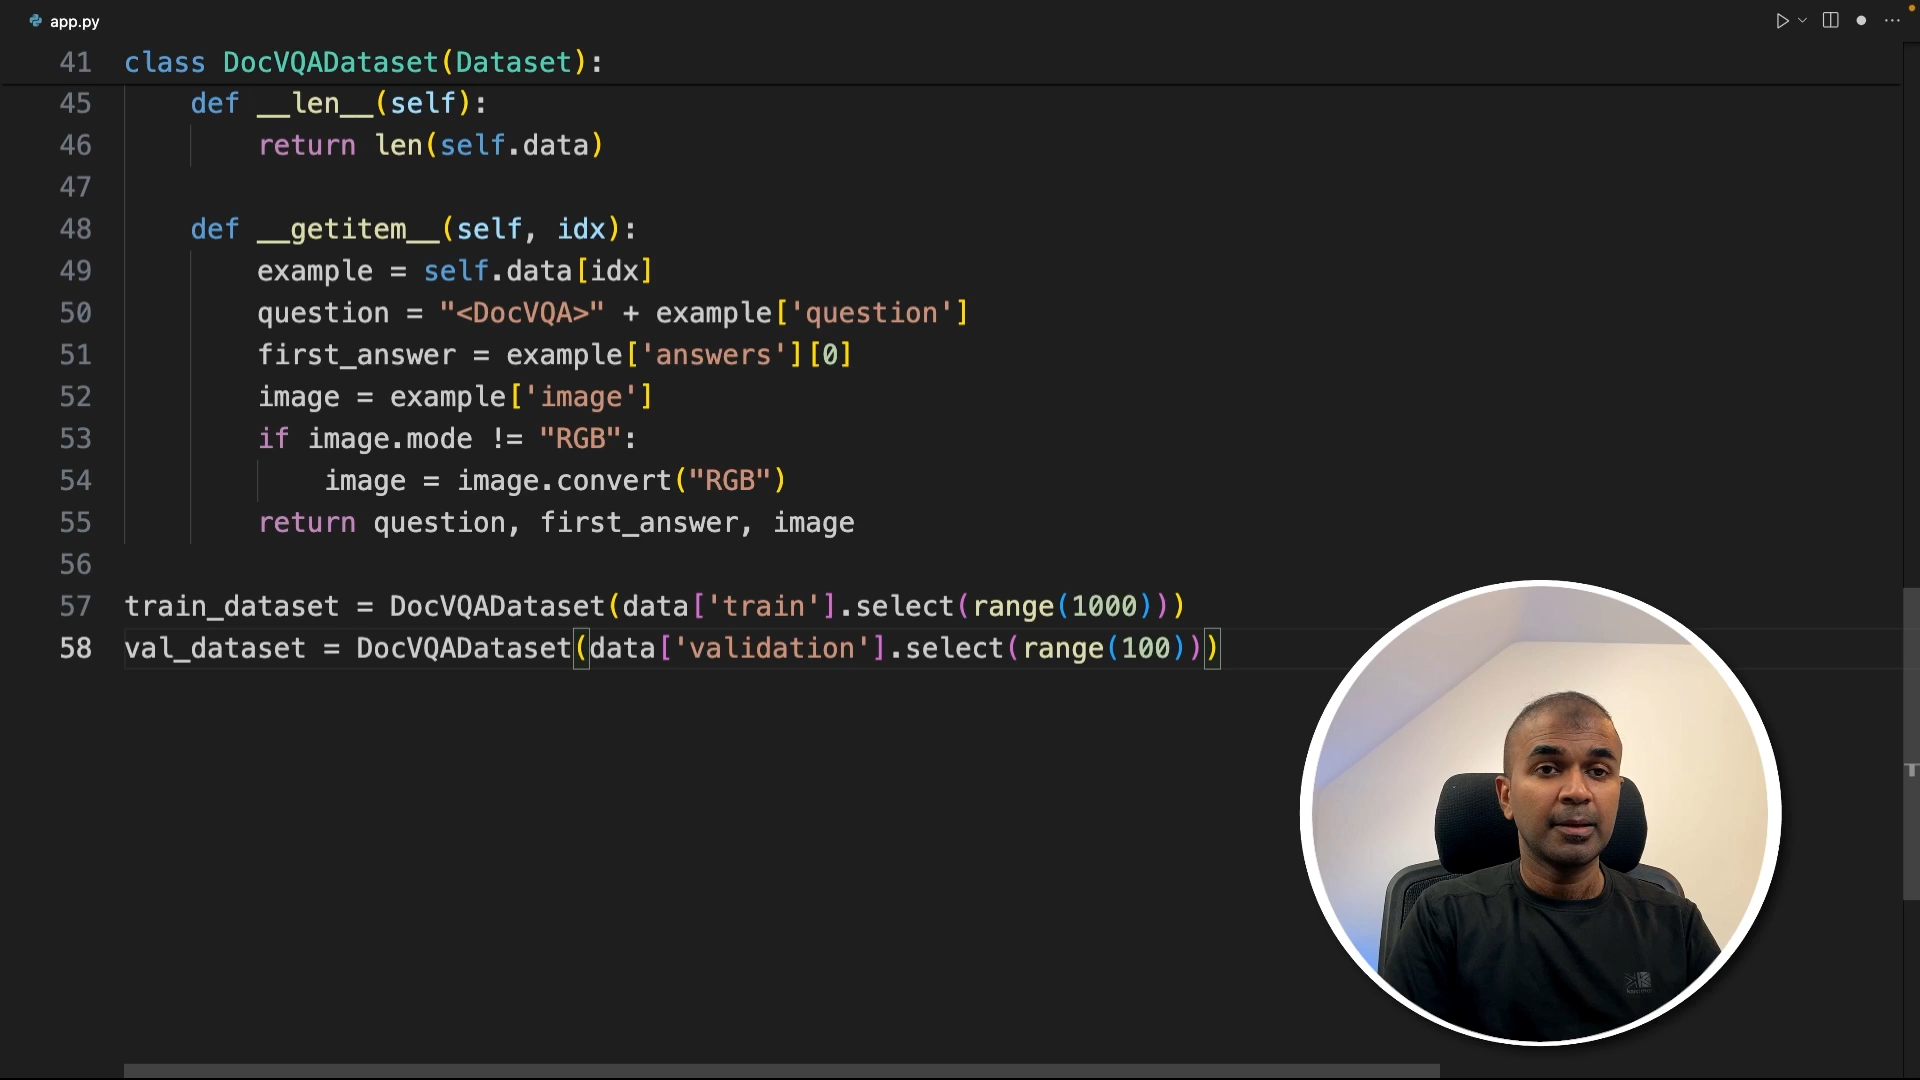 app.py
41 class DocVQADataset(Dataset):
45 def __len__(self):
46 return len(self.data)
47
48 def __getitem__(self, idx):
49 example = self.data[idx]
50 question = "<DocVQA>" + example['question']
51 first_answer = example['answers'][0]
52 image = example['image']
53 if image.mode != "RGB":
54 image = image.convert("RGB")
55 return question, first_answer, image
56
57 train_dataset = DocVQADataset(data['train'].select(range(1000)))
58 val_dataset = DocVQADataset(data['validation'].select(range(100)))